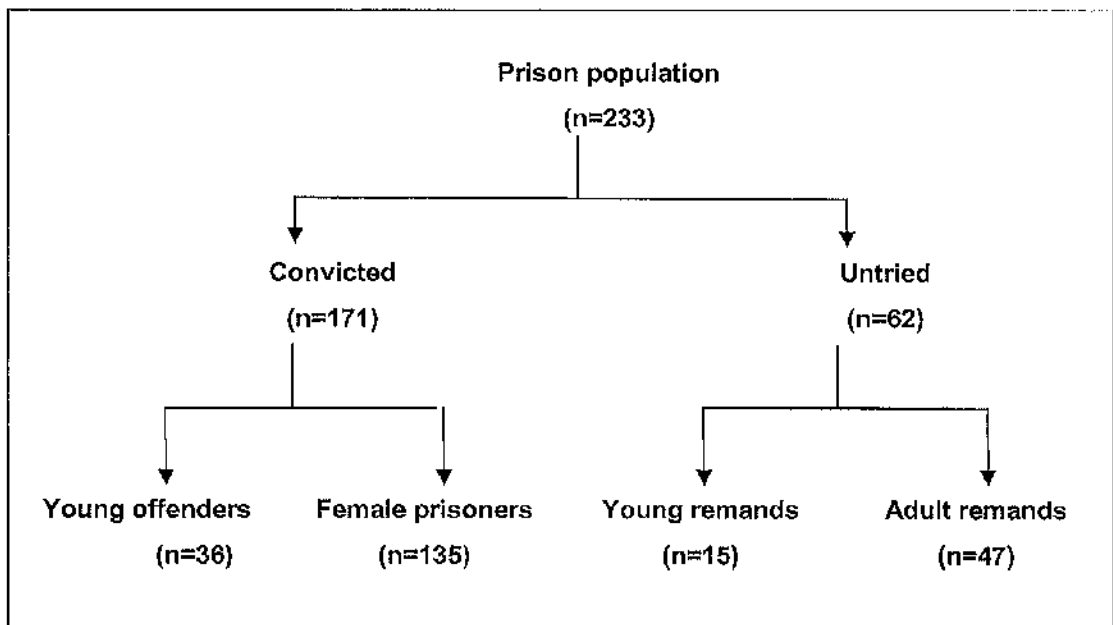 Prison population
(n=233)
Convicted
(n=171)
Untried
(n=62)
Young offenders
(n=36)
Female prisoners
(n=135)
Young remands
(n=15)
Adult remands
(n=47)